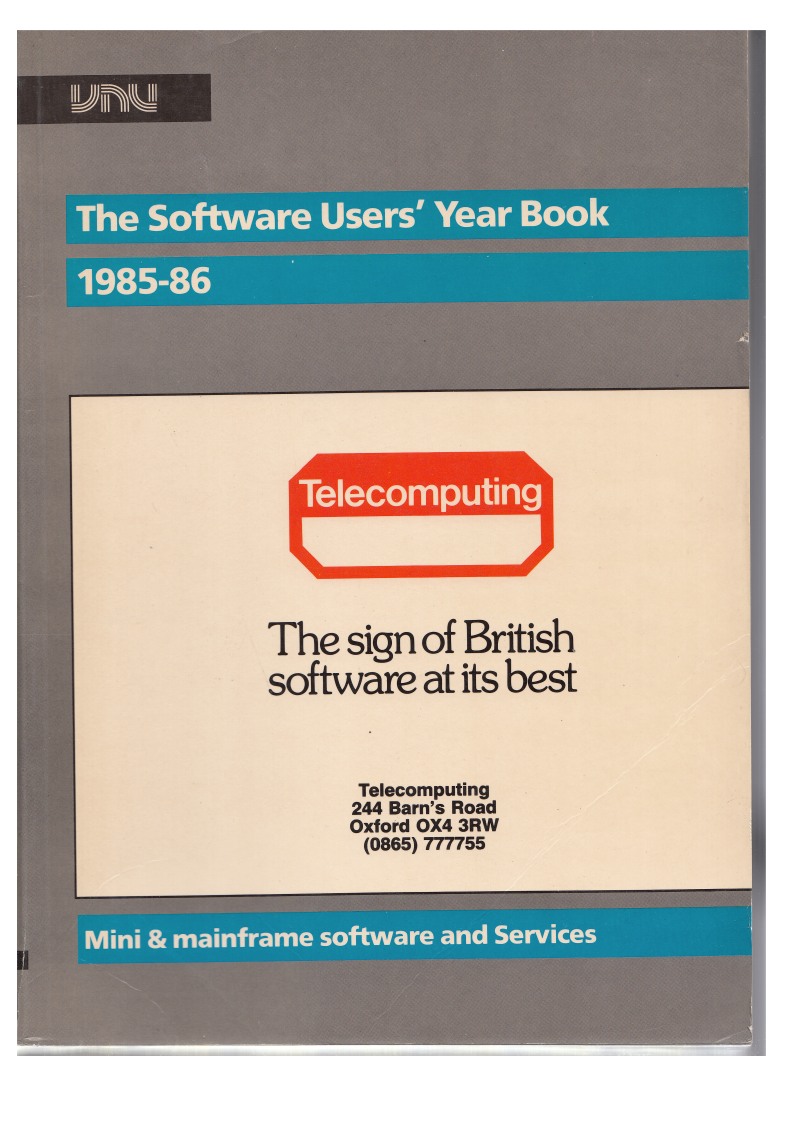 vnu
The Software Users' Year Book
1985-86
Telecomputing
The sign of British
software at its best
Telecomputing
244 Barn's Road
Oxford OX4 3RW
(0865) 777755
Mini & mainframe software and Services